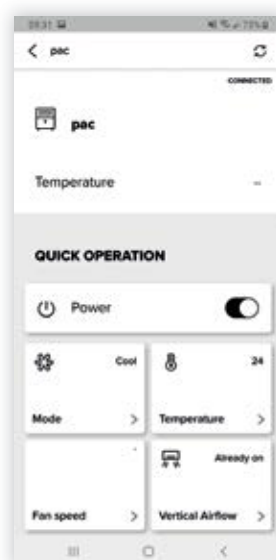 pac
CONNECTED
pac
Temperature --
QUICK OPERATION
Power
Cool
24
Mode
Temperature
Already on
Fan speed
Vertical Airflow